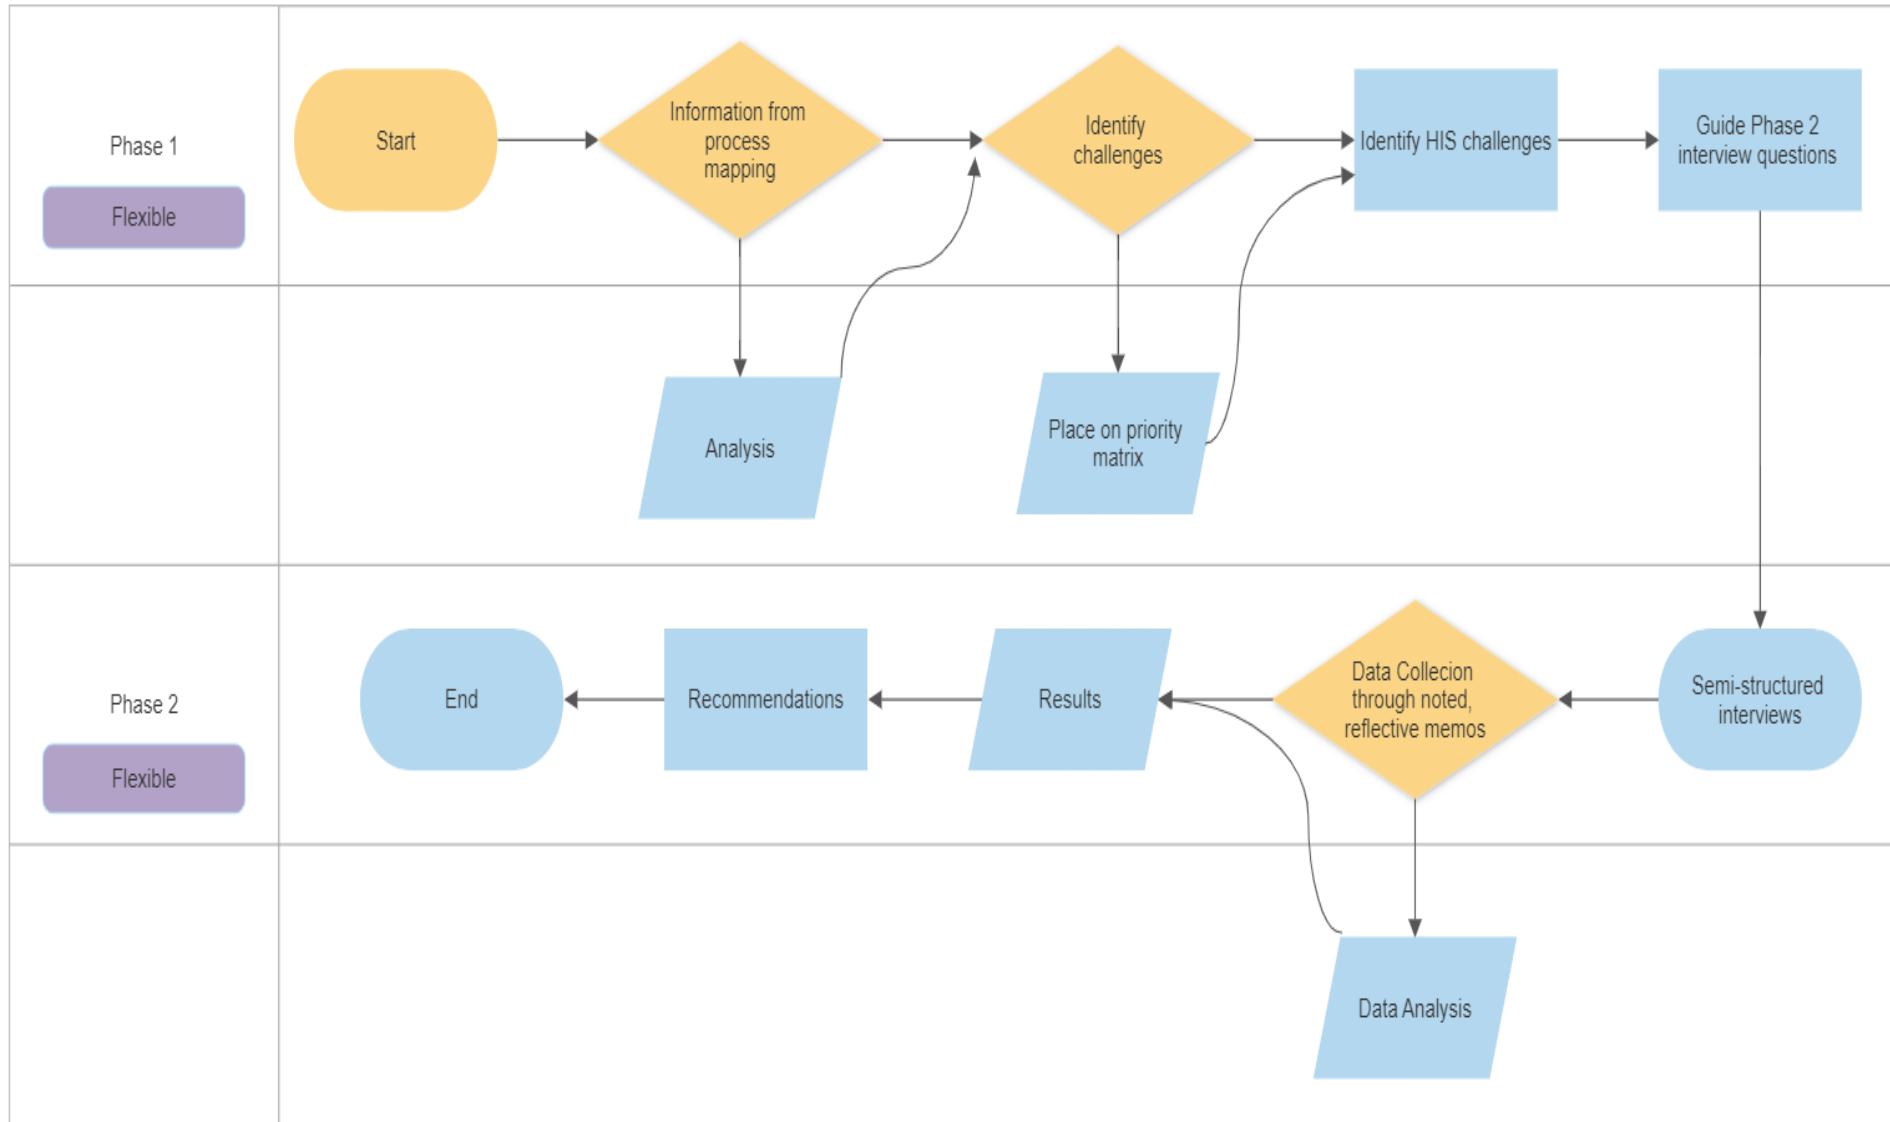 Phase 1
Flexible
Start
Information from
process
mapping
Identify
challenges
Identify HIS challenges
Guide Phase 2
interview questions
Analysis
Place on priority
matrix
Phase 2
Flexible
End
Recommendations
Results
Data Collecion
through noted,
reflective memos
Semi-structured
interviews
Data Analysis